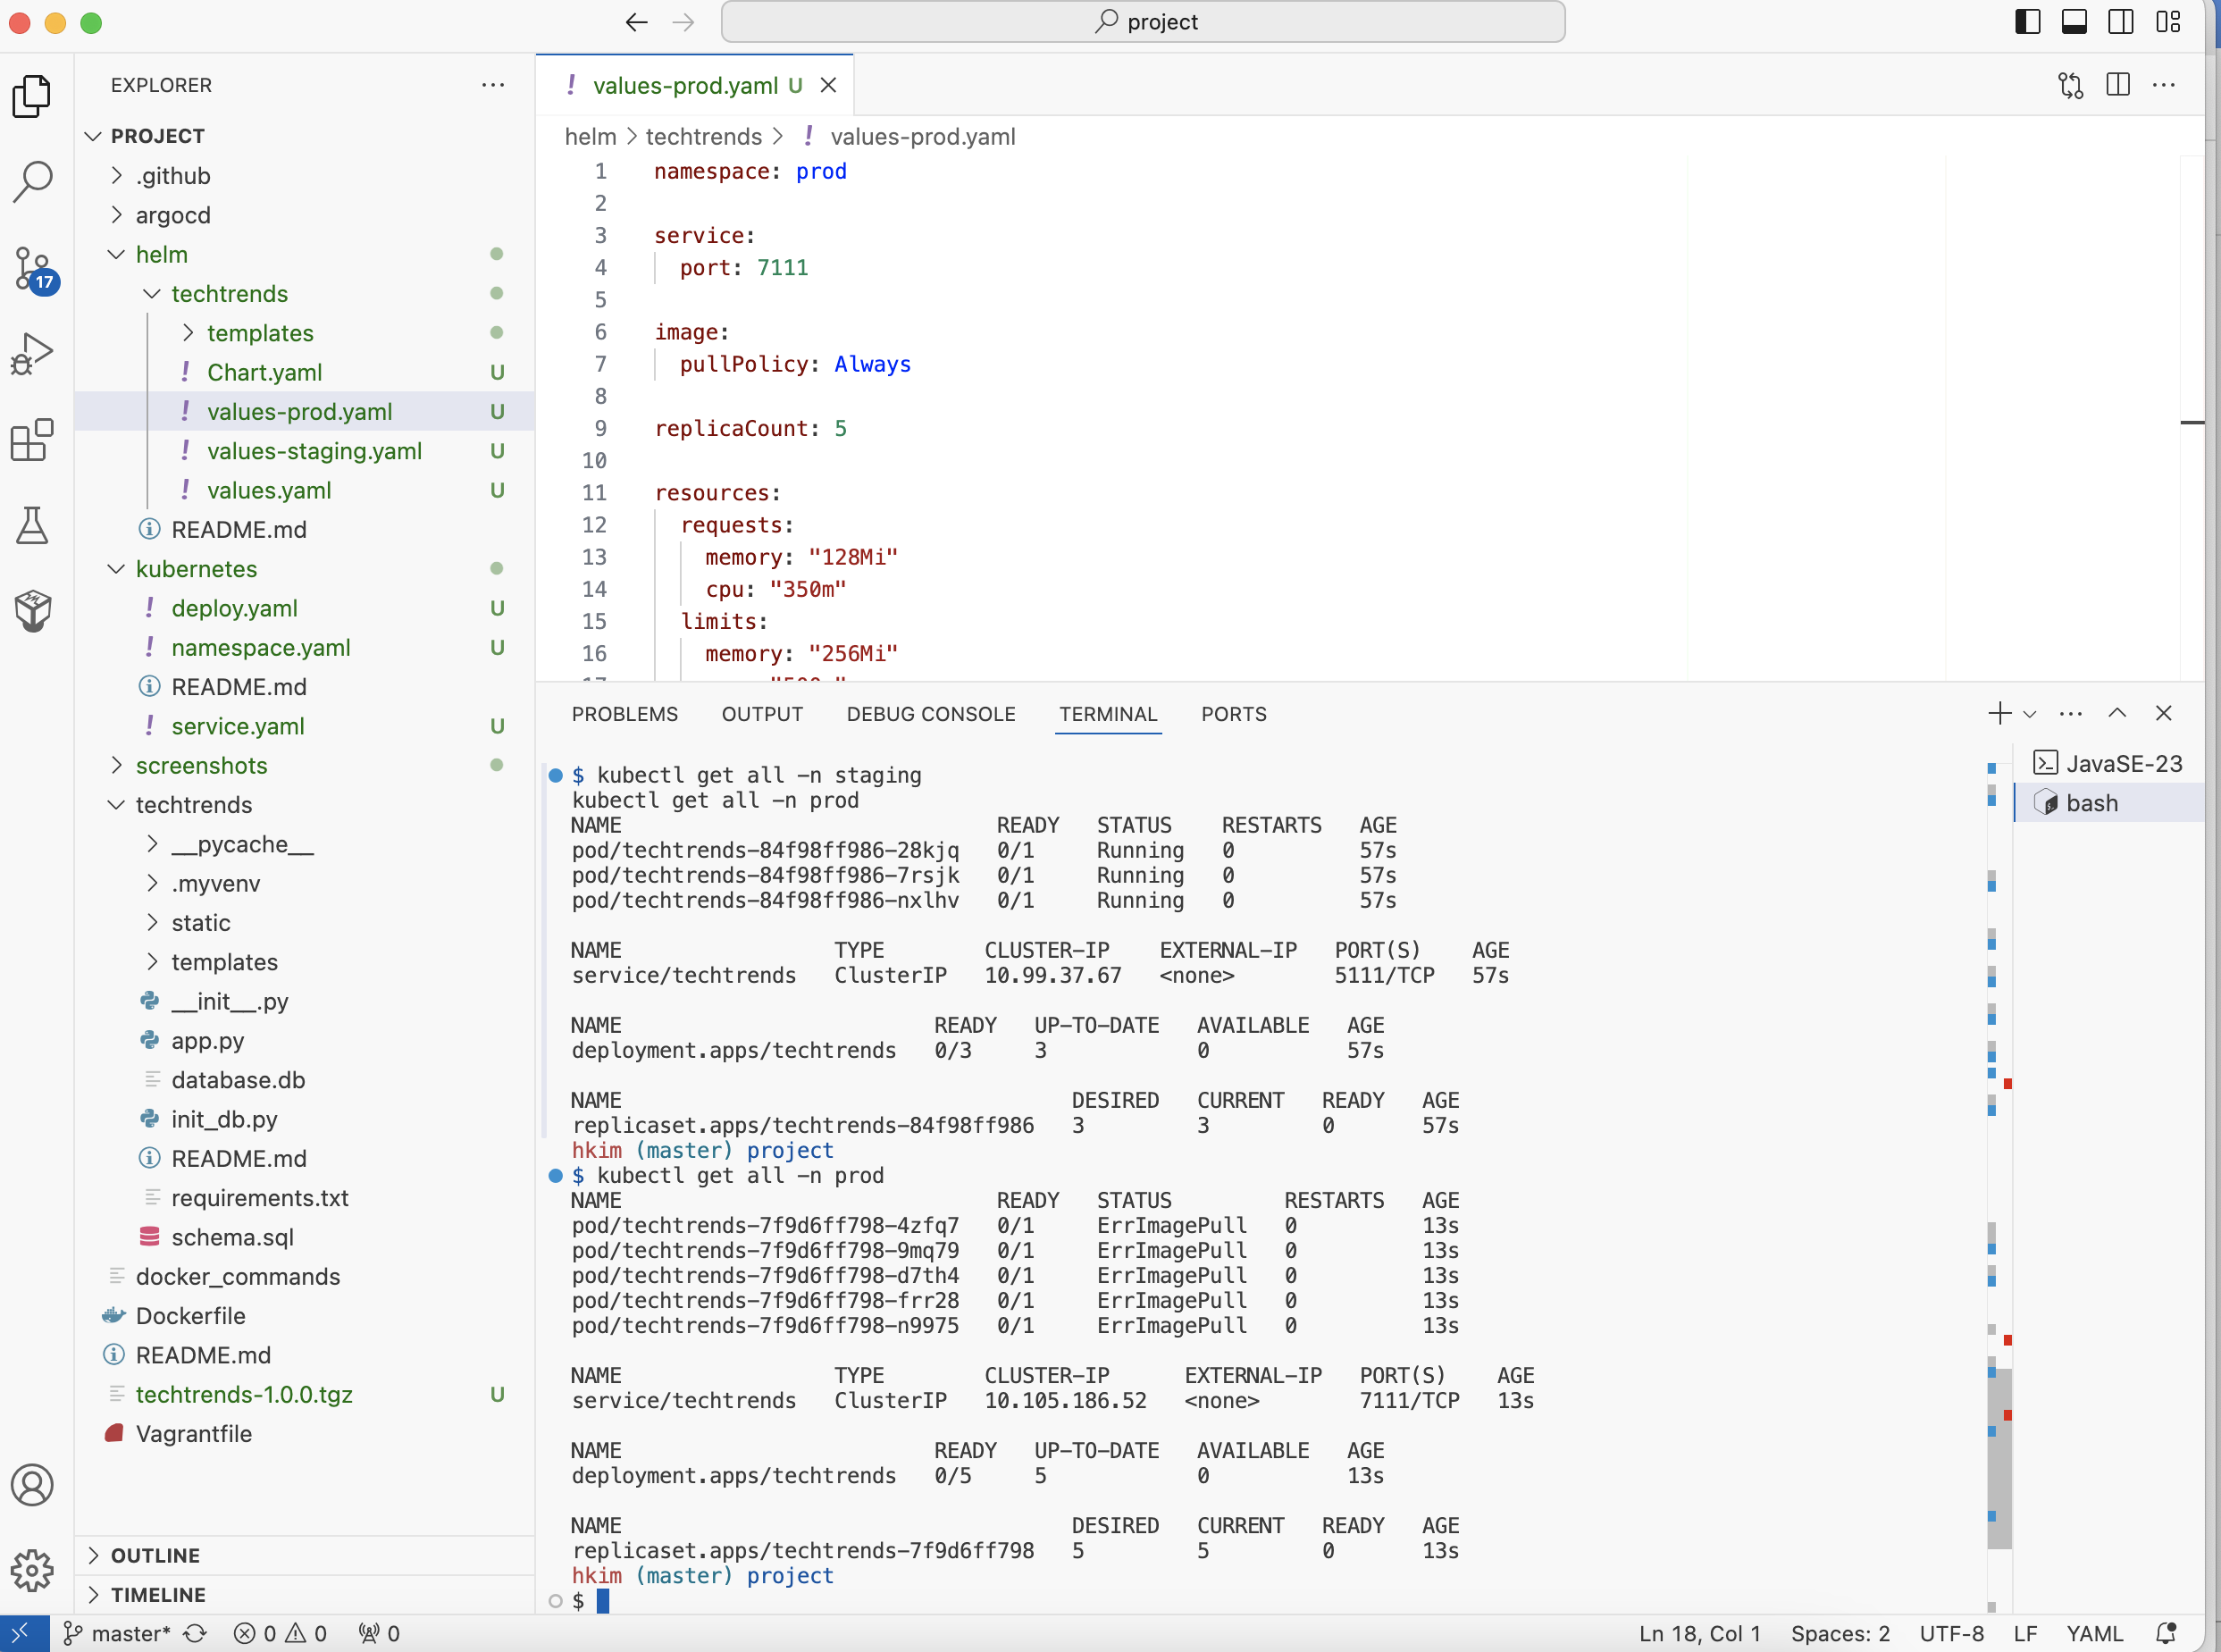 project
EXPLORER
PROJECT
.github
argocd
helm
techtrends
templates
Chart.yaml U
values-prod.yaml U
values-staging.yaml U
values.yaml U
README.md
kubernetes
deploy.yaml U
namespace.yaml U
README.md
service.yaml U
screenshots
techtrends
__pycache__
.myvenv
static
templates
__init__.py
app.py
database.db
init_db.py
README.md
requirements.txt
schema.sql
docker_commands
Dockerfile
README.md
techtrends-1.0.0.tgz U
Vagrantfile
OUTLINE
TIMELINE
17
values-prod.yaml U
helm > techtrends > ! values-prod.yaml
1 namespace: prod
2
3 service:
4 port: 7111
5
6 image:
7 pullPolicy: Always
8
9 replicaCount: 5
10
11 resources:
12 requests:
13 memory: "128Mi"
14 cpu: "350m"
15 limits:
16 memory: "256Mi"
PROBLEMS OUTPUT DEBUG CONSOLE TERMINAL PORTS
JavaSE-23
bash
$ kubectl get all -n staging
kubectl get all -n prod
NAME READY STATUS RESTARTS AGE
pod/techtrends-84f98ff986-28kjq 0/1 Running 0 57s
pod/techtrends-84f98ff986-7rsjk 0/1 Running 0 57s
pod/techtrends-84f98ff986-nxlhv 0/1 Running 0 57s
NAME TYPE CLUSTER-IP EXTERNAL-IP PORT(S) AGE
service/techtrends ClusterIP 10.99.37.67 <none> 5111/TCP 57s
NAME READY UP-TO-DATE AVAILABLE AGE
deployment.apps/techtrends 0/3 3 0 57s
NAME DESIRED CURRENT READY AGE
replicaset.apps/techtrends-84f98ff986 3 3 0 57s
hkim (master) project
$ kubectl get all -n prod
NAME READY STATUS RESTARTS AGE
pod/techtrends-7f9d6ff798-4zfq7 0/1 ErrImagePull 0 13s
pod/techtrends-7f9d6ff798-9mq79 0/1 ErrImagePull 0 13s
pod/techtrends-7f9d6ff798-d7th4 0/1 ErrImagePull 0 13s
pod/techtrends-7f9d6ff798-frr28 0/1 ErrImagePull 0 13s
pod/techtrends-7f9d6ff798-n9975 0/1 ErrImagePull 0 13s
NAME TYPE CLUSTER-IP EXTERNAL-IP PORT(S) AGE
service/techtrends ClusterIP 10.105.186.52 <none> 7111/TCP 13s
NAME READY UP-TO-DATE AVAILABLE AGE
deployment.apps/techtrends 0/5 5 0 13s
NAME DESIRED CURRENT READY AGE
replicaset.apps/techtrends-7f9d6ff798 5 5 0 13s
hkim (master) project
$
master* 0 0 0 Ln 18, Col 1 Spaces: 2 UTF-8 LF YAML